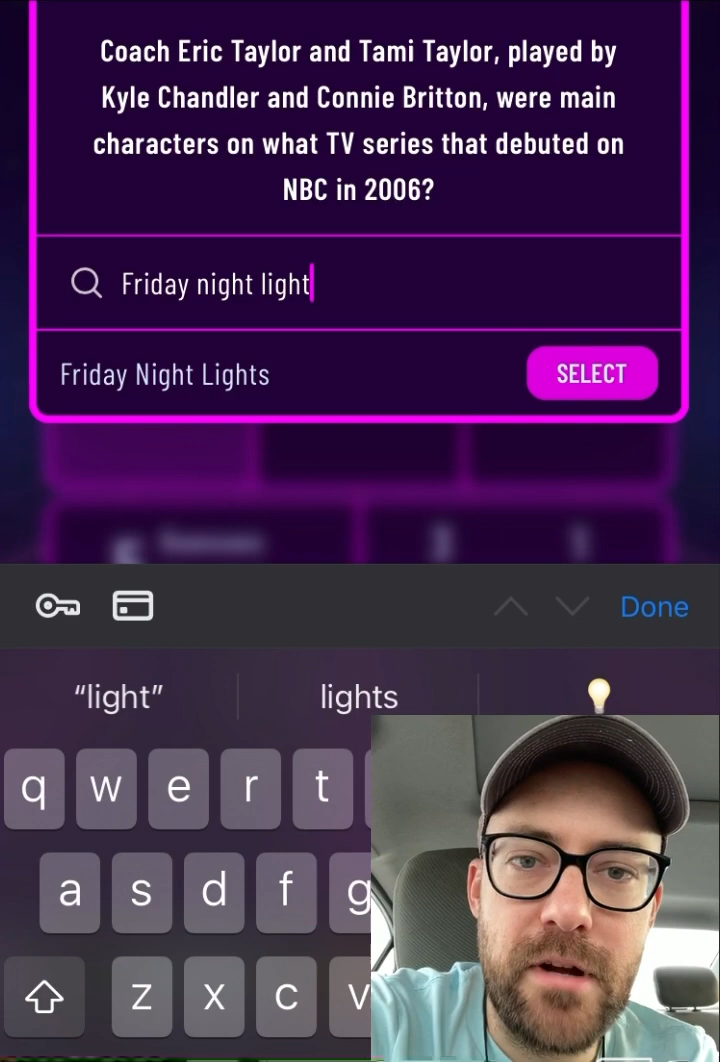 Coach Eric Taylor and Tami Taylor, played by
Kyle Chandler and Connie Britton, were main
characters on what TV series that debuted on
NBC in 2006?
Friday night light
Friday Night Lights SELECT
Done
“light” lights
q w e r t
a s d f g
z x c v